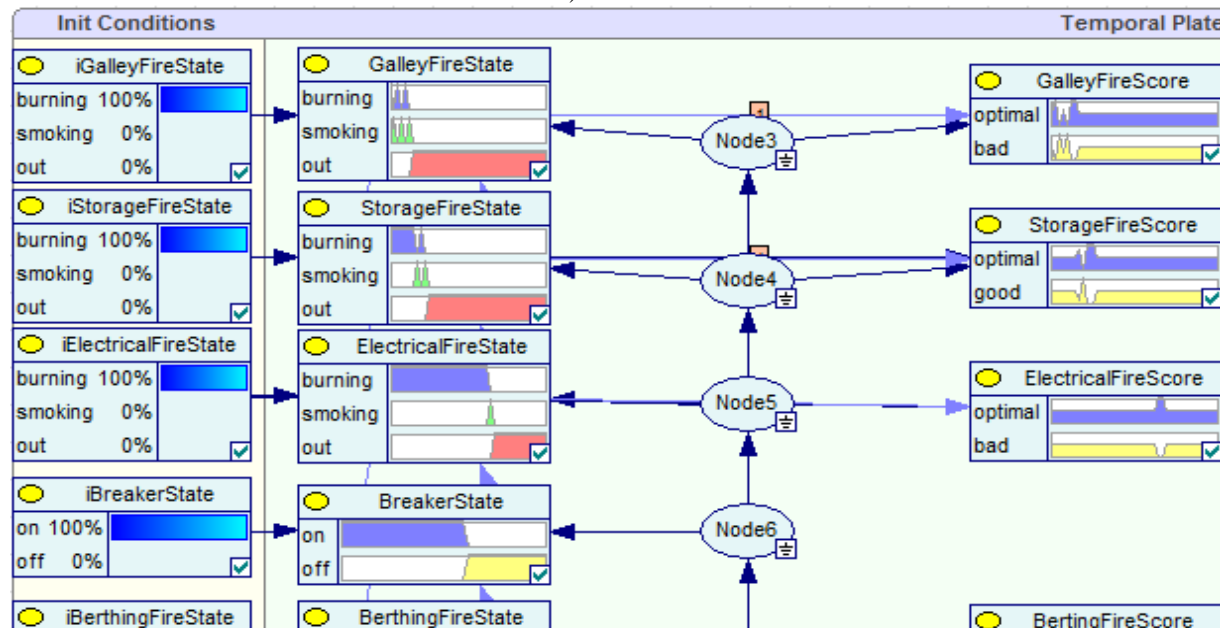 Init Conditions
Temporal Plate
iGalleyFireState
burning 100%
smoking 0%
out 0%
GalleyFireState
burning
smoking
out
Node3
GalleyFireScore
optimal
bad
iStorageFireState
burning 100%
smoking 0%
out 0%
StorageFireState
burning
smoking
out
Node4
StorageFireScore
optimal
good
iElectricalFireState
burning 100%
smoking 0%
out 0%
ElectricalFireState
burning
smoking
out
Node5
ElectricalFireScore
optimal
bad
iBreakerState
on 100%
off 0%
BreakerState
on
off
Node6
iBerthingFireState
BerthingFireState
BertingFireScore